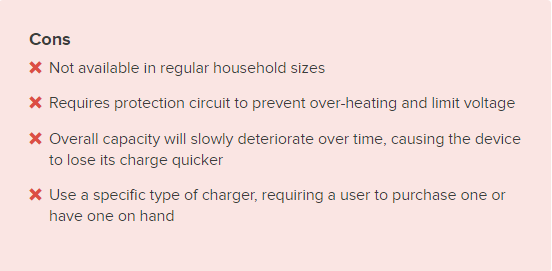 Cons
Not available in regular household sizes
Requires protection circuit to prevent over-heating and limit voltage
Overall capacity will slowly deteriorate over time, causing the device
to lose its charge quicker
Use a specific type of charger, requiring a user to purchase one or
have one on hand